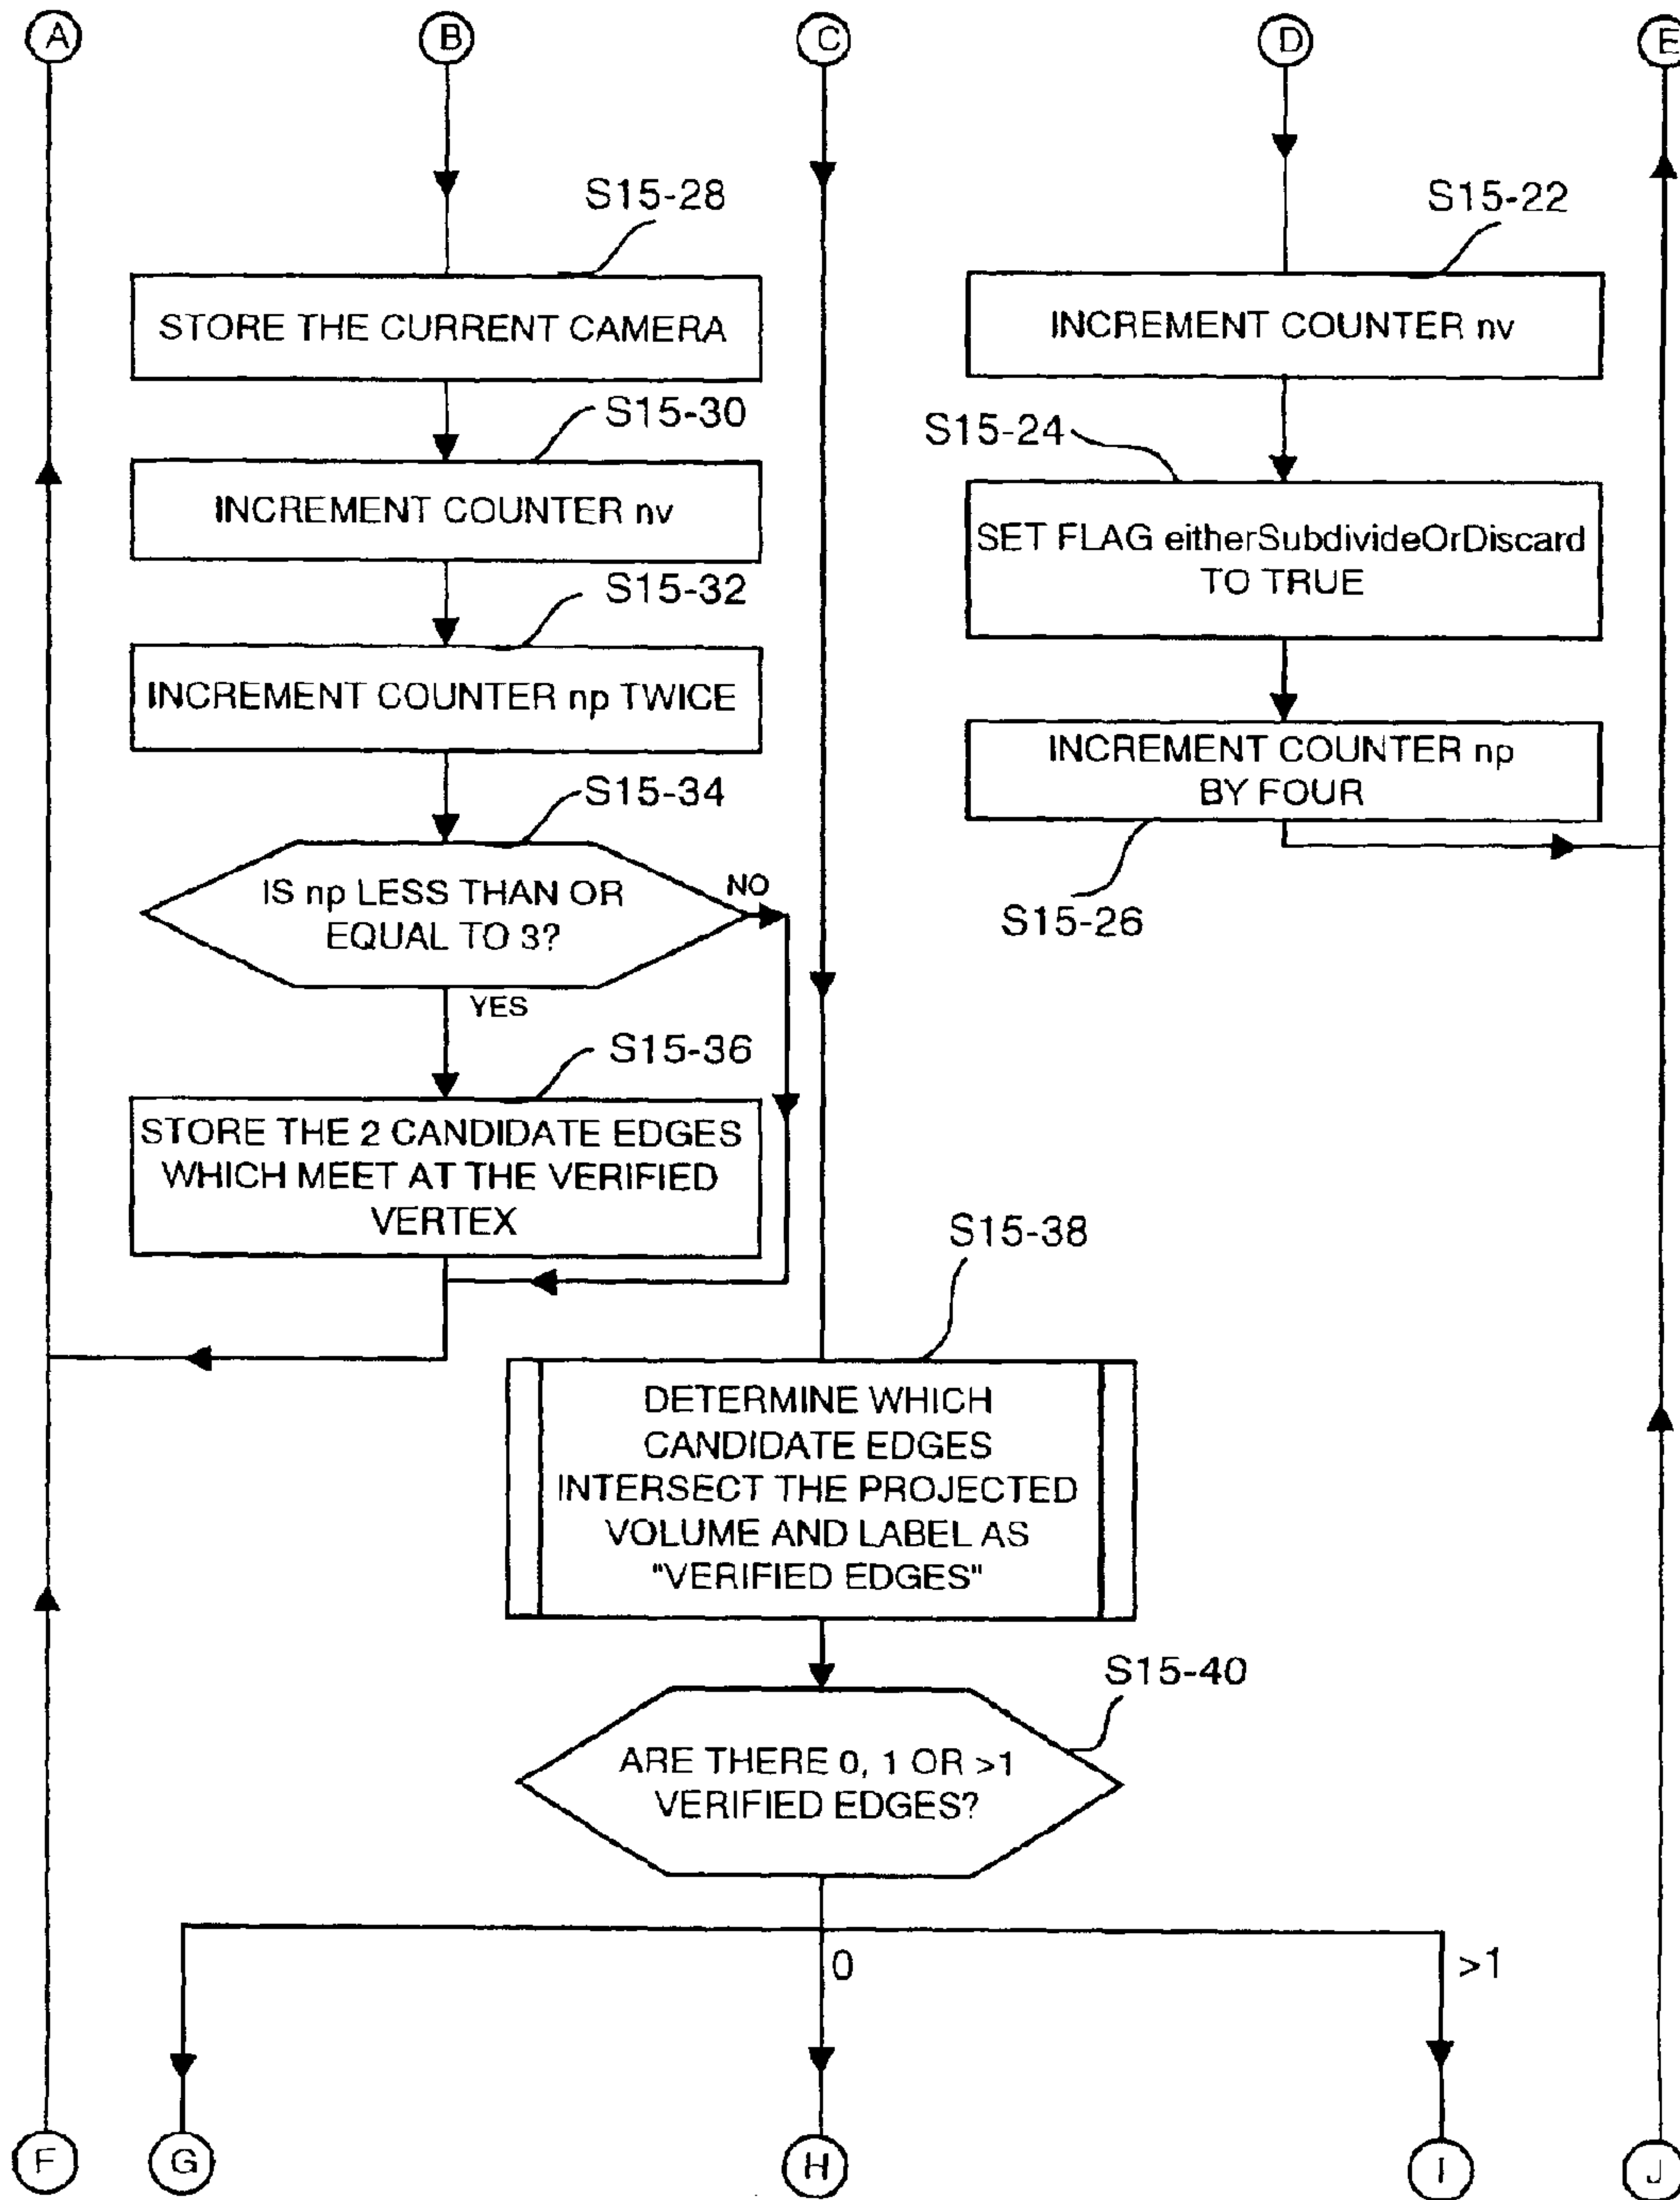 A
B
C
D
E
S15-28
STORE THE CURRENT CAMERA
S15-30
INCREMENT COUNTER nv
S15-32
INCREMENT COUNTER np TWICE
S15-34
IS np LESS THAN OR
EQUAL TO 3?
NO
YES
S15-36
STORE THE 2 CANDIDATE EDGES
WHICH MEET AT THE VERIFIED
VERTEX
S15-22
INCREMENT COUNTER nv
S15-24
SET FLAG eitherSubdivideOrDiscard
TO TRUE
INCREMENT COUNTER np
BY FOUR
S15-26
S15-38
DETERMINE WHICH
CANDIDATE EDGES
INTERSECT THE PROJECTED
VOLUME AND LABEL AS
"VERIFIED EDGES"
S15-40
ARE THERE 0, 1 OR >1
VERIFIED EDGES?
0
>1
F
G
H
I
J